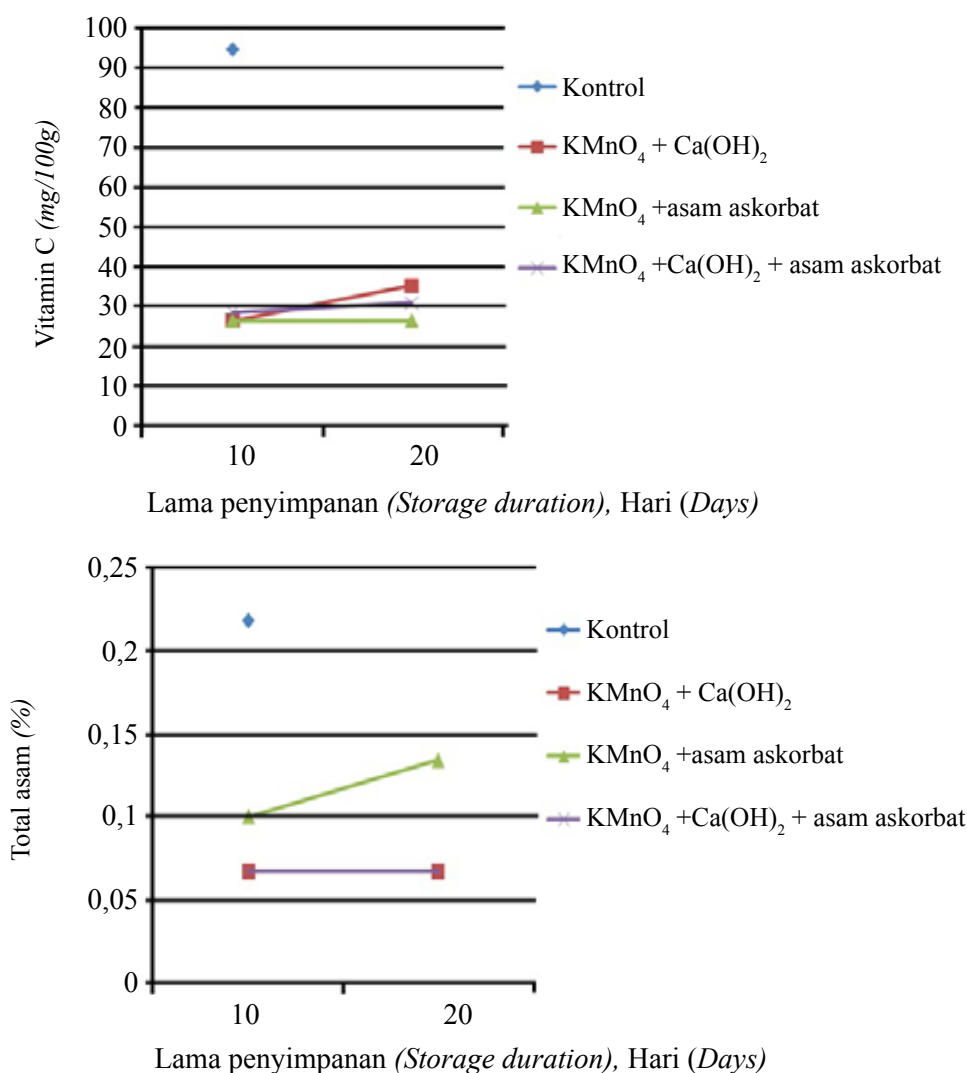 100
90
80
70
60
50
40
30
20
10
0
Vitamin C (mg/100g)
10 20
Lama penyimpanan (Storage duration), Hari (Days)
Kontrol
KMnO₄ + Ca(OH)₂
KMnO₄ +asam askorbat
KMnO₄ +Ca(OH)₂ + asam askorbat
0,25
0,2
0,15
0,1
0,05
0
Total asam (%)
10 20
Lama penyimpanan (Storage duration), Hari (Days)
Kontrol
KMnO₄ + Ca(OH)₂
KMnO₄ +asam askorbat
KMnO₄ +Ca(OH)₂ + asam askorbat